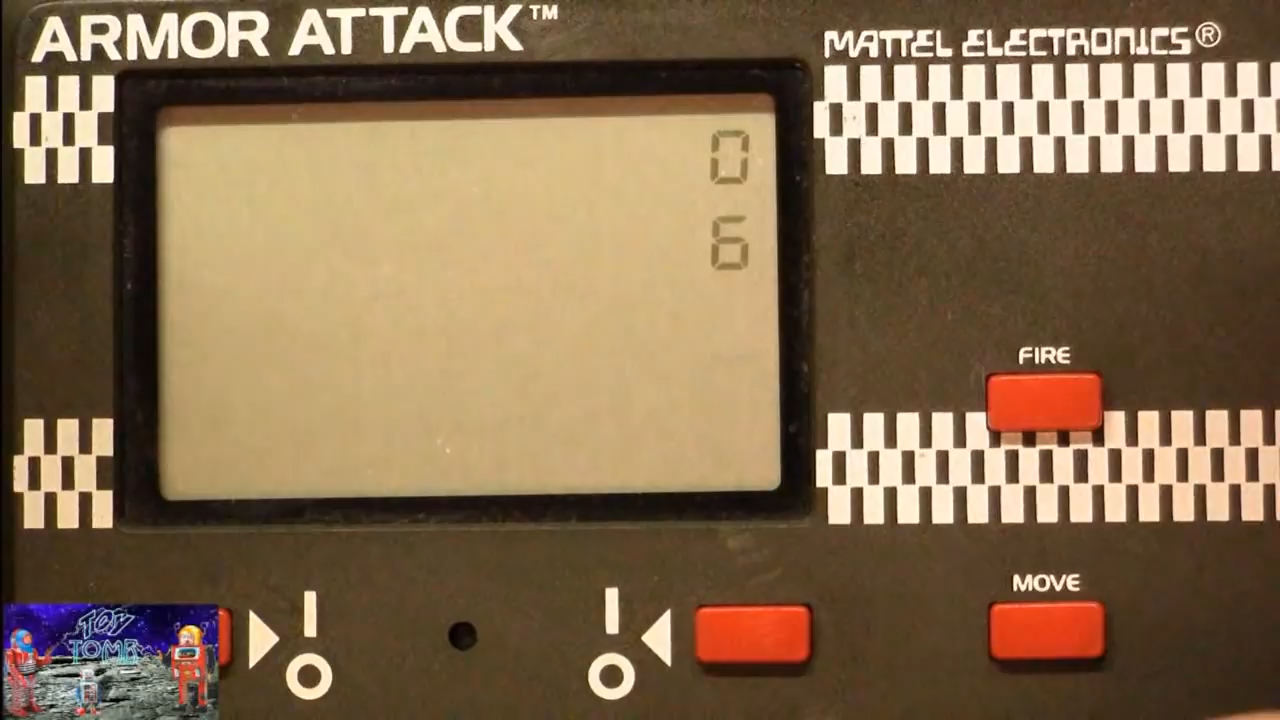 ARMOR ATTACK™
MATTEL ELECTRONICS®
0
6
FIRE
MOVE
TOY
TOMB